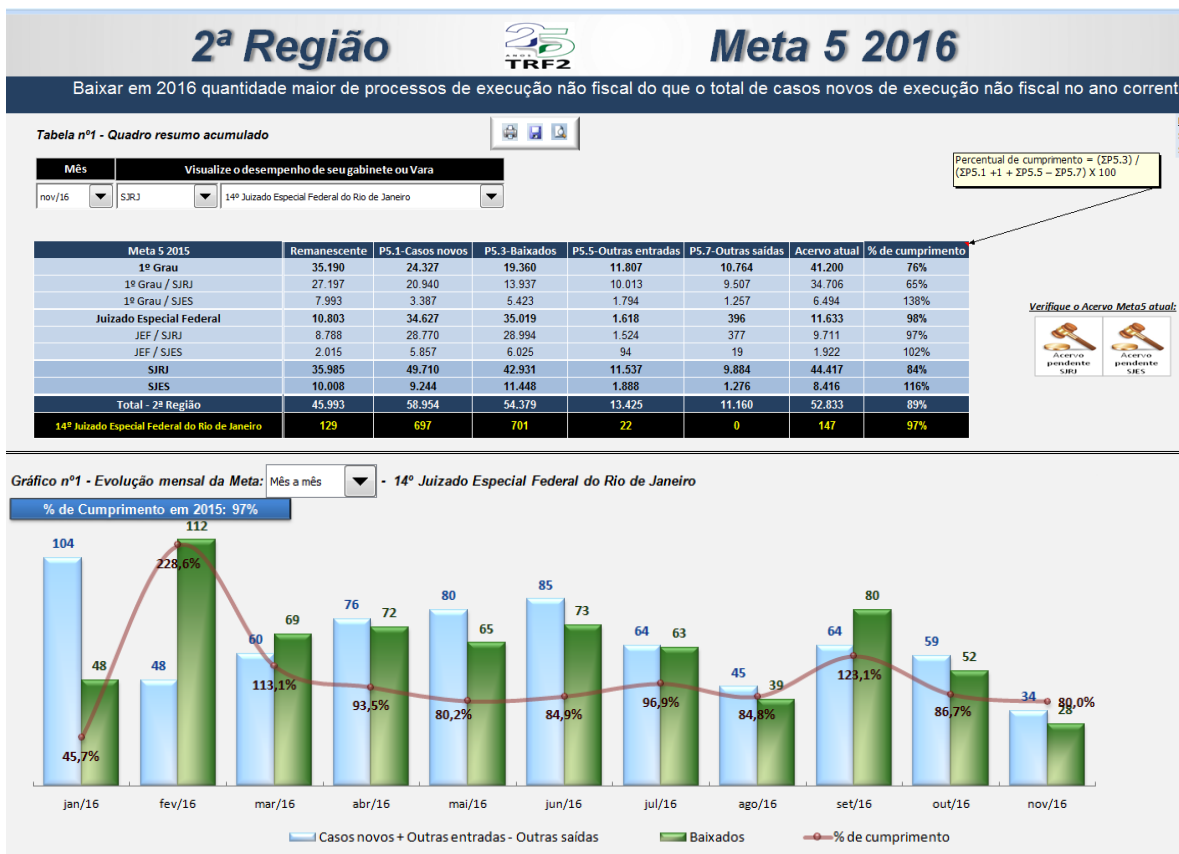 2ª Região
25
ANOS
TRF2
Meta 5 2016
Baixar em 2016 quantidade maior de processos de execução não fiscal do que o total de casos novos de execução não fiscal no ano corrent
Tabela nº1 - Quadro resumo acumulado
Mês Visualize o desempenho de seu gabinete ou Vara
nov/16 SJRJ 14º Juizado Especial Federal do Rio de Janeiro
Percentual de cumprimento = (ΣP5.3) /
(ΣP5.1 +1 + ΣP5.5 – ΣP5.7) X 100
Meta 5 2015 Remanescente P5.1-Casos novos P5.3-Baixados P5.5-Outras entradas P5.7-Outras saídas Acervo atual % de cumprimento
1º Grau 35.190 24.327 19.360 11.807 10.764 41.200 76%
1º Grau / SJRJ 27.197 20.940 13.937 10.013 9.507 34.706 65%
1º Grau / SJES 7.993 3.387 5.423 1.794 1.257 6.494 138%
Juizado Especial Federal 10.803 34.627 35.019 1.618 396 11.633 98%
JEF / SJRJ 8.788 28.770 28.994 1.524 377 9.711 97%
JEF / SJES 2.015 5.857 6.025 94 19 1.922 102%
SJRJ 35.985 49.710 42.931 11.537 9.884 44.417 84%
SJES 10.008 9.244 11.448 1.888 1.276 8.416 116%
Total - 2ª Região 45.993 58.954 54.379 13.425 11.160 52.833 89%
14º Juizado Especial Federal do Rio de Janeiro 129 697 701 22 0 147 97%
Verifique o Acervo Meta5 atual:
Acervo pendente SJRJ
Acervo pendente SJES
Gráfico nº1 - Evolução mensal da Meta: Mês a mês - 14º Juizado Especial Federal do Rio de Janeiro
% de Cumprimento em 2015: 97%
104 48 45,7%
48 112 228,6%
60 69 113,1%
76 72 93,5%
80 65 80,2%
85 73 84,9%
64 63 96,9%
45 39 84,8%
64 80 123,1%
59 52 86,7%
34 28 80,0%
jan/16 fev/16 mar/16 abr/16 mai/16 jun/16 jul/16 ago/16 set/16 out/16 nov/16
Casos novos + Outras entradas - Outras saídas Baixados % de cumprimento